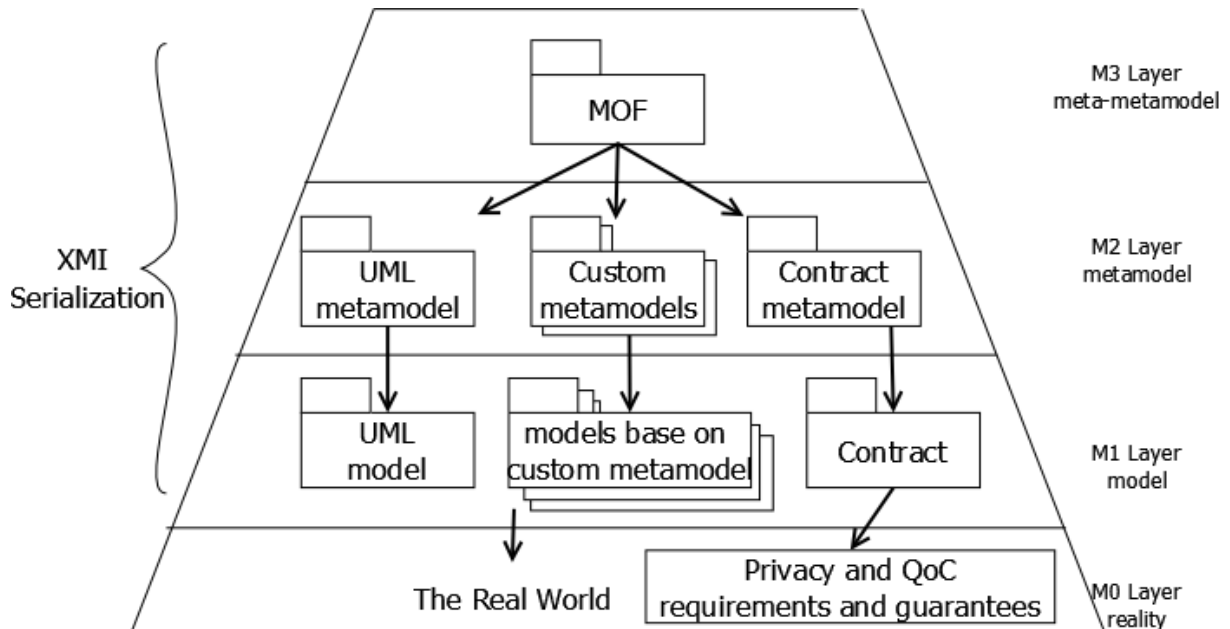 M3 Layer
meta-metamodel
MOF
XMI
Serialization
M2 Layer
metamodel
UML
metamodel
Custom
metamodels
Contract
metamodel
UML
model
models base on
custom metamodel
Contract
M1 Layer
model
The Real World
Privacy and QoC
requirements and guarantees
M0 Layer
reality